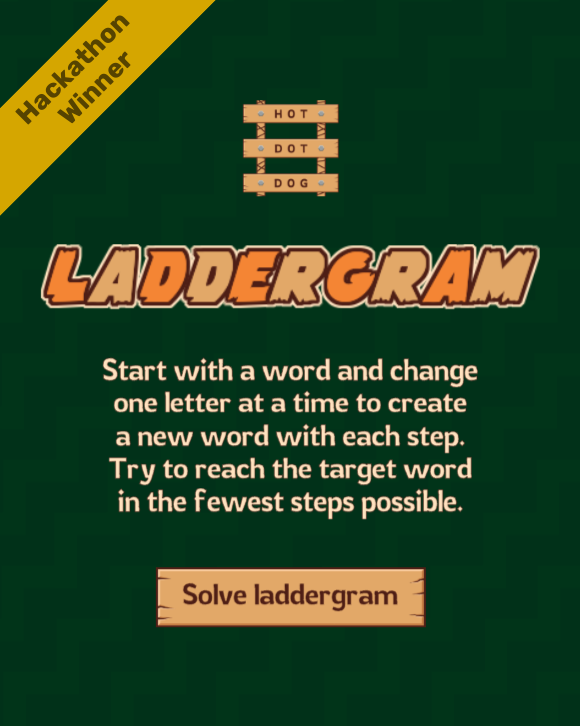 Hackathon
Winner
HOT
DOT
DOG
LADDERGRAM
Start with a word and change
one letter at a time to create
a new word with each step.
Try to reach the target word
in the fewest steps possible.
Solve laddergram